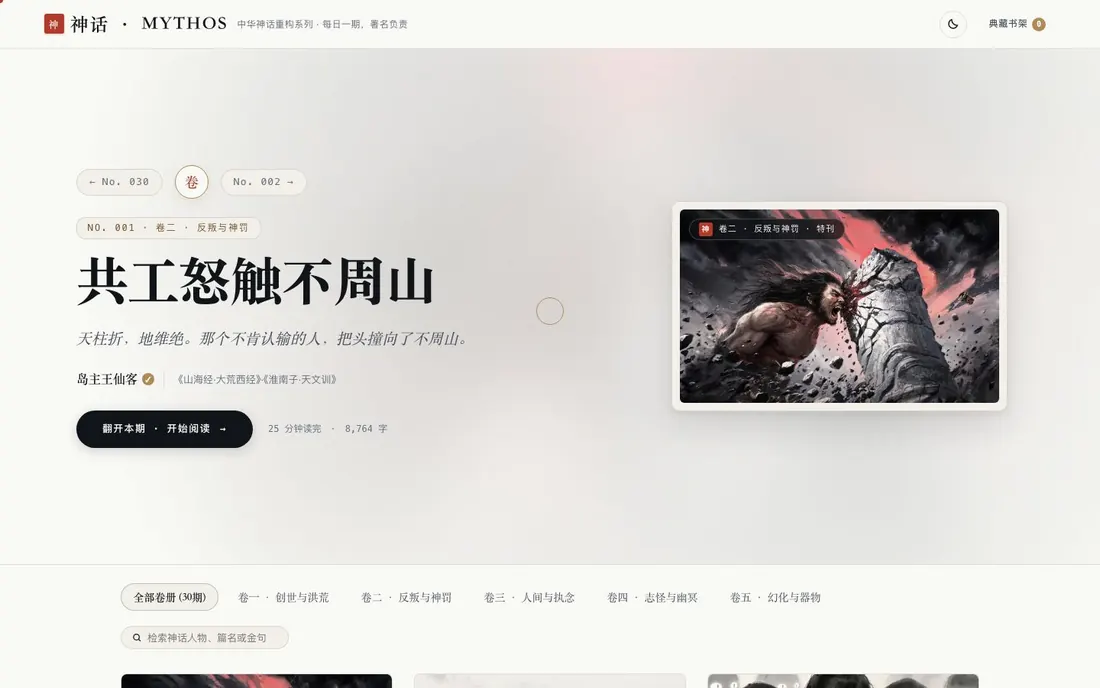 神 神话 · MYTHOS 中华神话重构系列 · 每日一期，署名负责
典藏书架 0
← No. 030
卷
No. 002 →
NO. 001 · 卷二 · 反叛与神罚
共工怒触不周山
天柱折，地维绝。那个不肯认输的人，把头撞向了不周山。
岛主王仙客
《山海经·大荒西经》·《淮南子·天文训》
翻开本期 · 开始阅读 →
25 分钟读完 · 8,764 字
神 卷二 · 反叛与神罚 · 特刊
全部卷册 (30期)
卷一 · 创世与洪荒
卷二 · 反叛与神罚
卷三 · 人间与执念
卷四 · 志怪与幽冥
卷五 · 幻化与器物
检索神话人物、篇名或金句